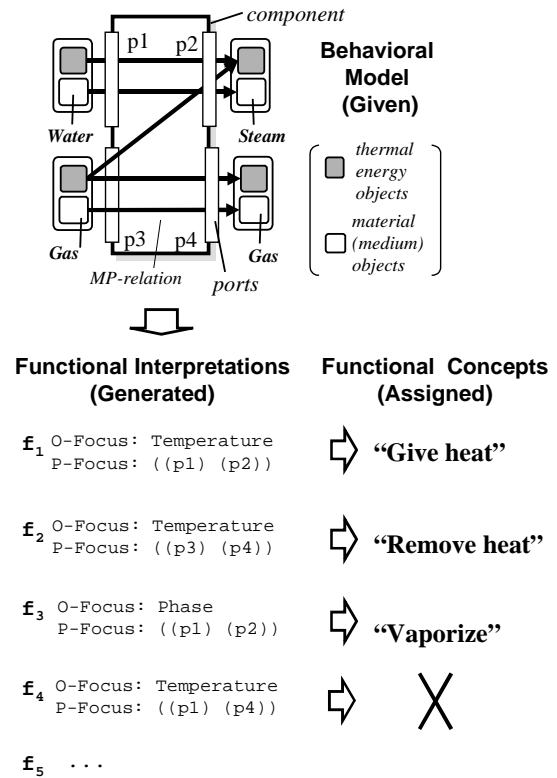 component
p1 p2
Water
Steam
Behavioral
Model
(Given)
thermal
energy
objects
material
(medium)
objects
Gas
p3 p4
Gas
MP-relation
ports
Functional Interpretations
(Generated)
Functional Concepts
(Assigned)
f1 O-Focus: Temperature
P-Focus: ((p1) (p2))
“Give heat”
f2 O-Focus: Temperature
P-Focus: ((p3) (p4))
“Remove heat”
f3 O-Focus: Phase
P-Focus: ((p1) (p2))
“Vaporize”
f4 O-Focus: Temperature
P-Focus: ((p1) (p4))
f5 ...